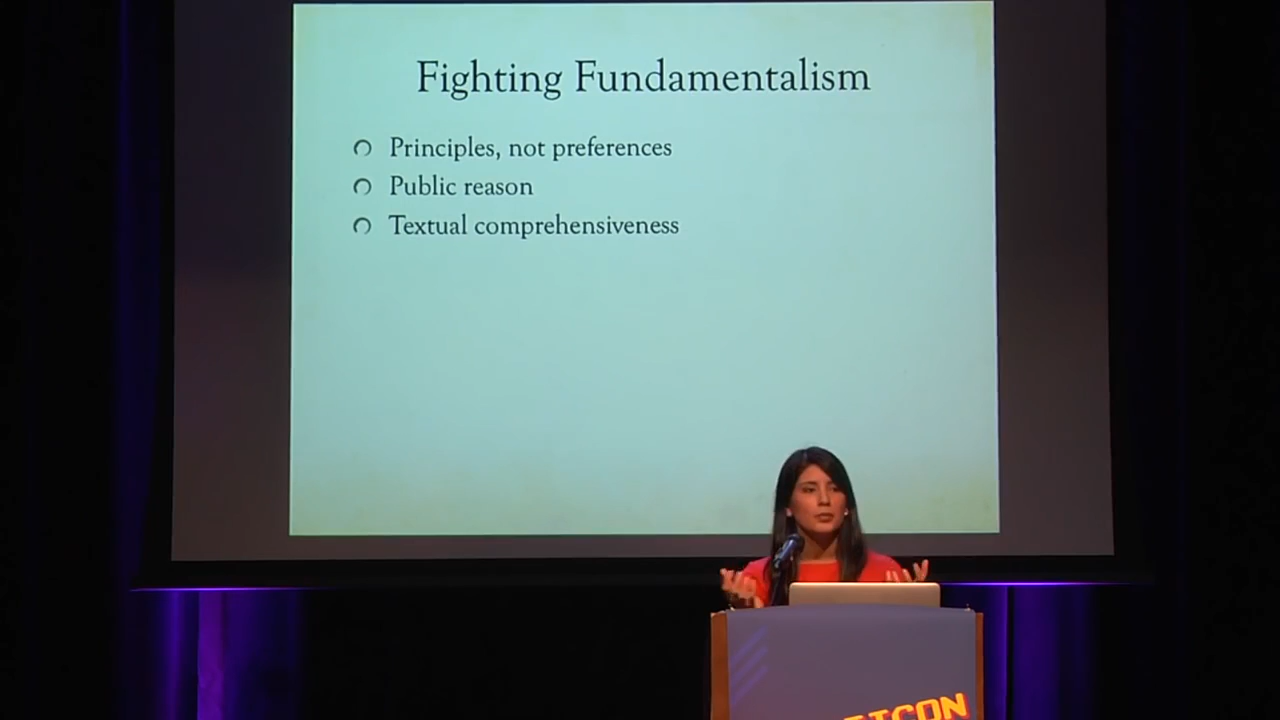 Fighting Fundamentalism
Principles, not preferences
Public reason
Textual comprehensiveness